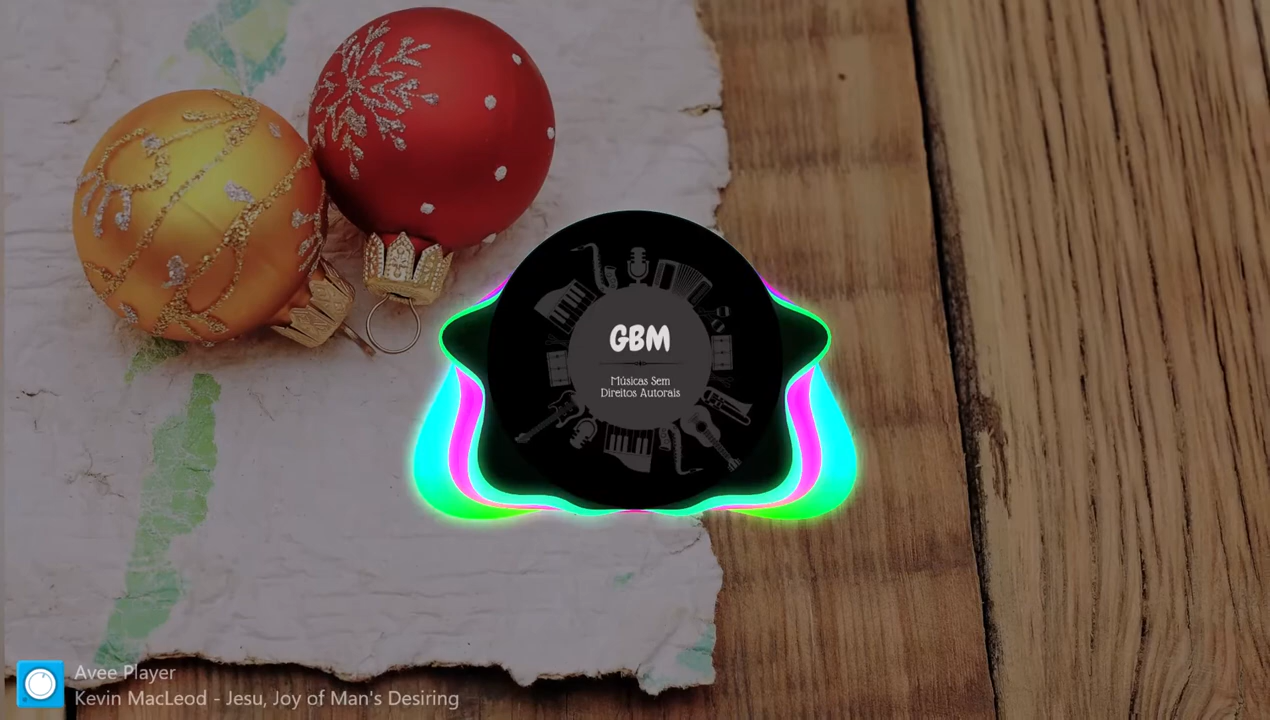 GBM
Músicas Sem
Direitos Autorais
Avee Player
Kevin MacLeod - Jesu, Joy of Man's Desiring